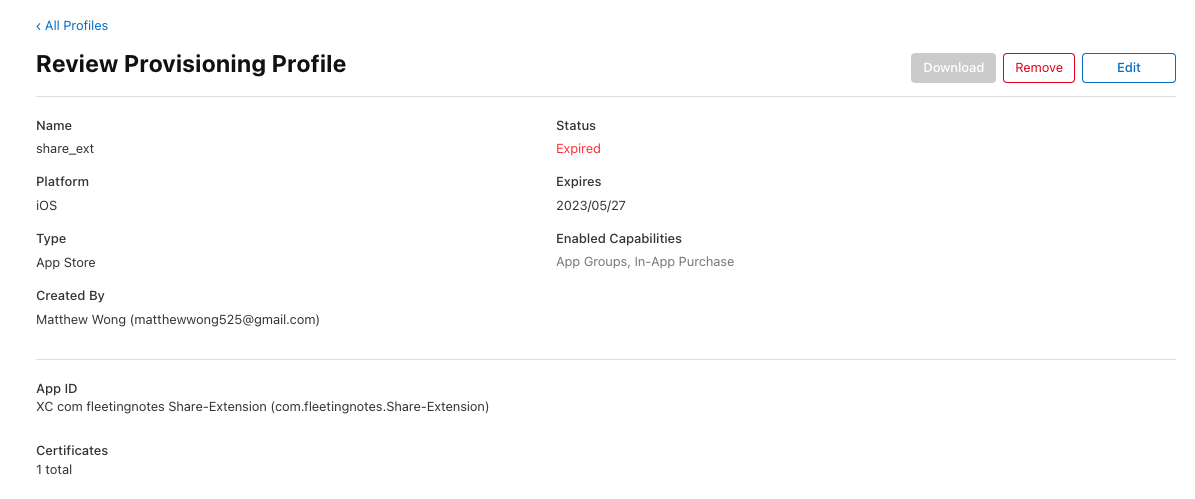 ‹ All Profiles
Review Provisioning Profile
Download
Remove
Edit
Name
share_ext
Status
Expired
Platform
iOS
Expires
2023/05/27
Type
App Store
Enabled Capabilities
App Groups, In-App Purchase
Created By
Matthew Wong (matthewwong525@gmail.com)
App ID
XC com fleetingnotes Share-Extension (com.fleetingnotes.Share-Extension)
Certificates
1 total